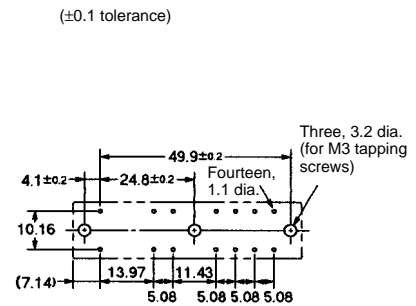 (±0.1 tolerance)
49.9±0.2
Three, 3.2 dia.
(for M3 tapping
screws)
4.1±0.2
24.8±0.2
Fourteen,
1.1 dia.
10.16
(7.14)
13.97
11.43
5.08
5.08
5.08
5.08